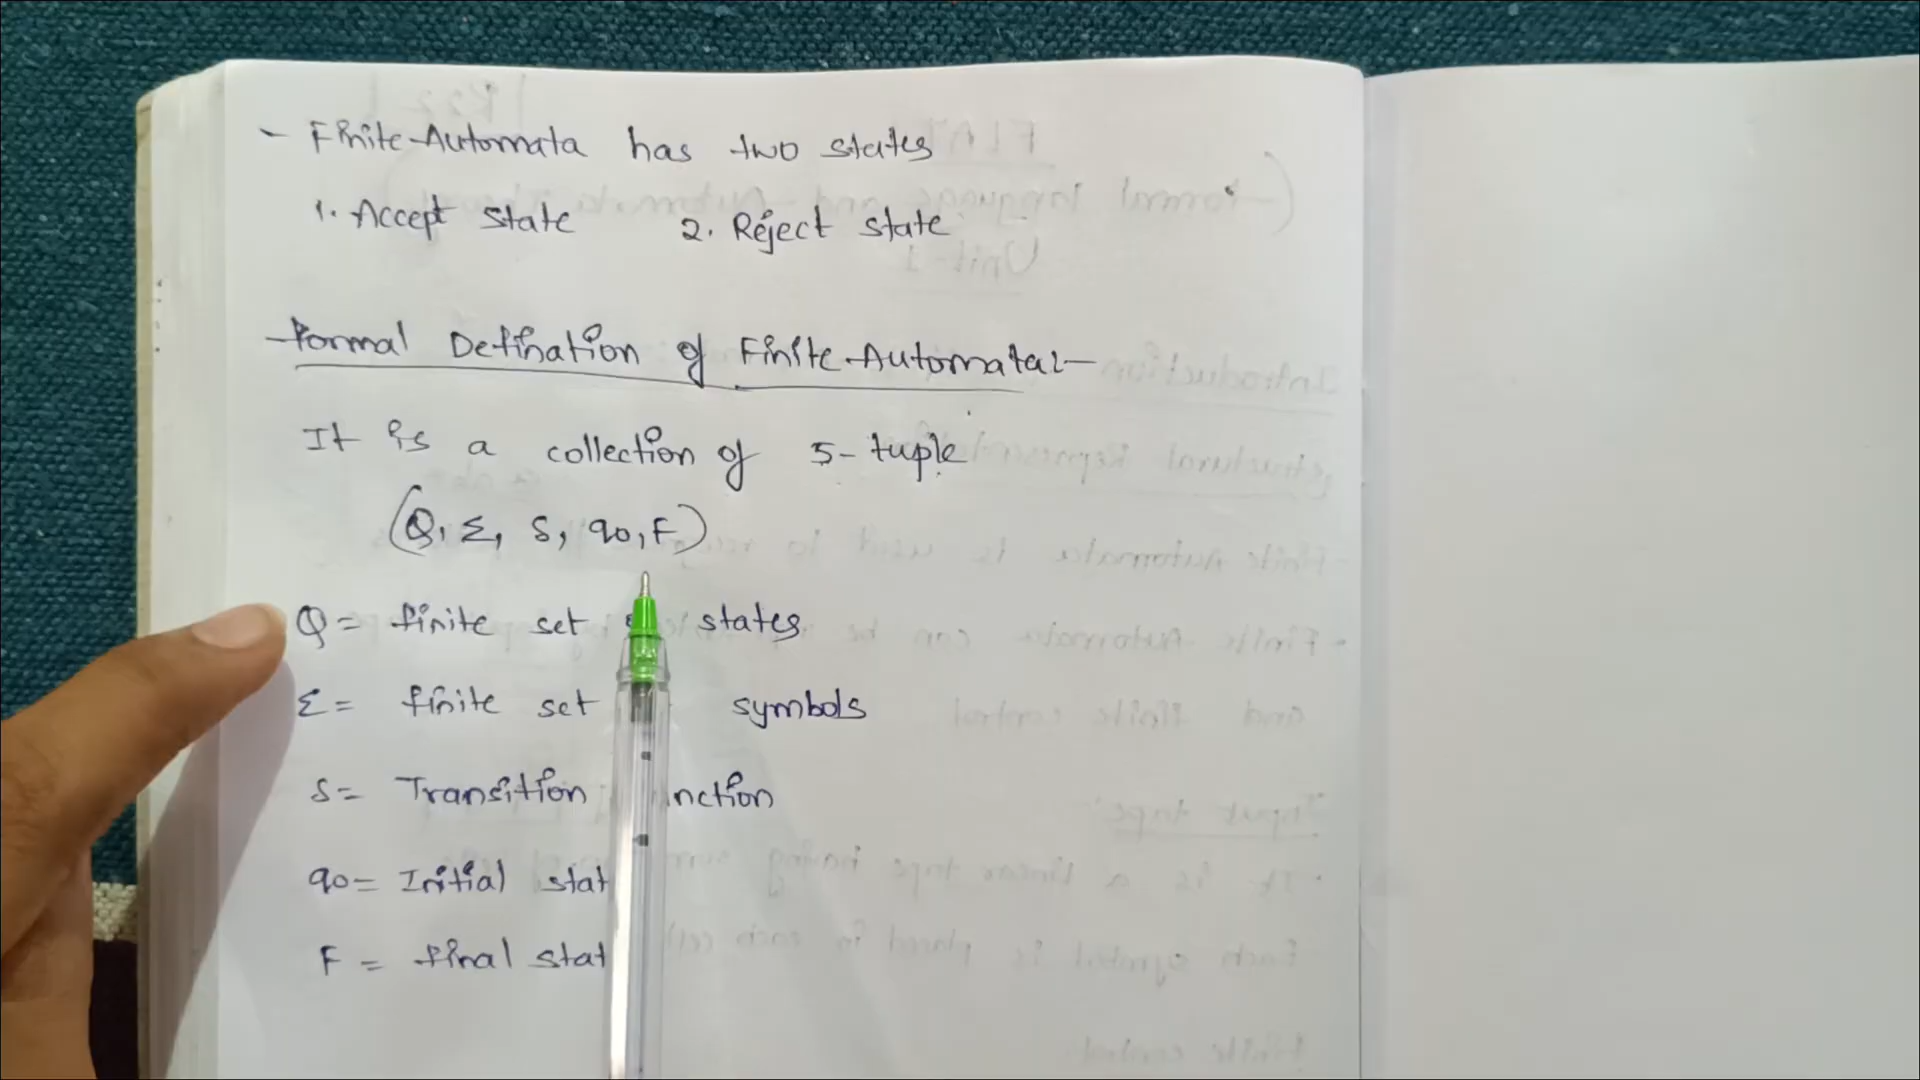 - Finite-Automata has two states
1. Accept state 2. Reject state
Formal Defination of Finite-Automata:-
It is a collection of 5-tuple
(Q, Σ, δ, q0, F)
Q = finite set states
Σ = finite set symbols
δ = Transition nction
q0 = Initial stat
F = final stat